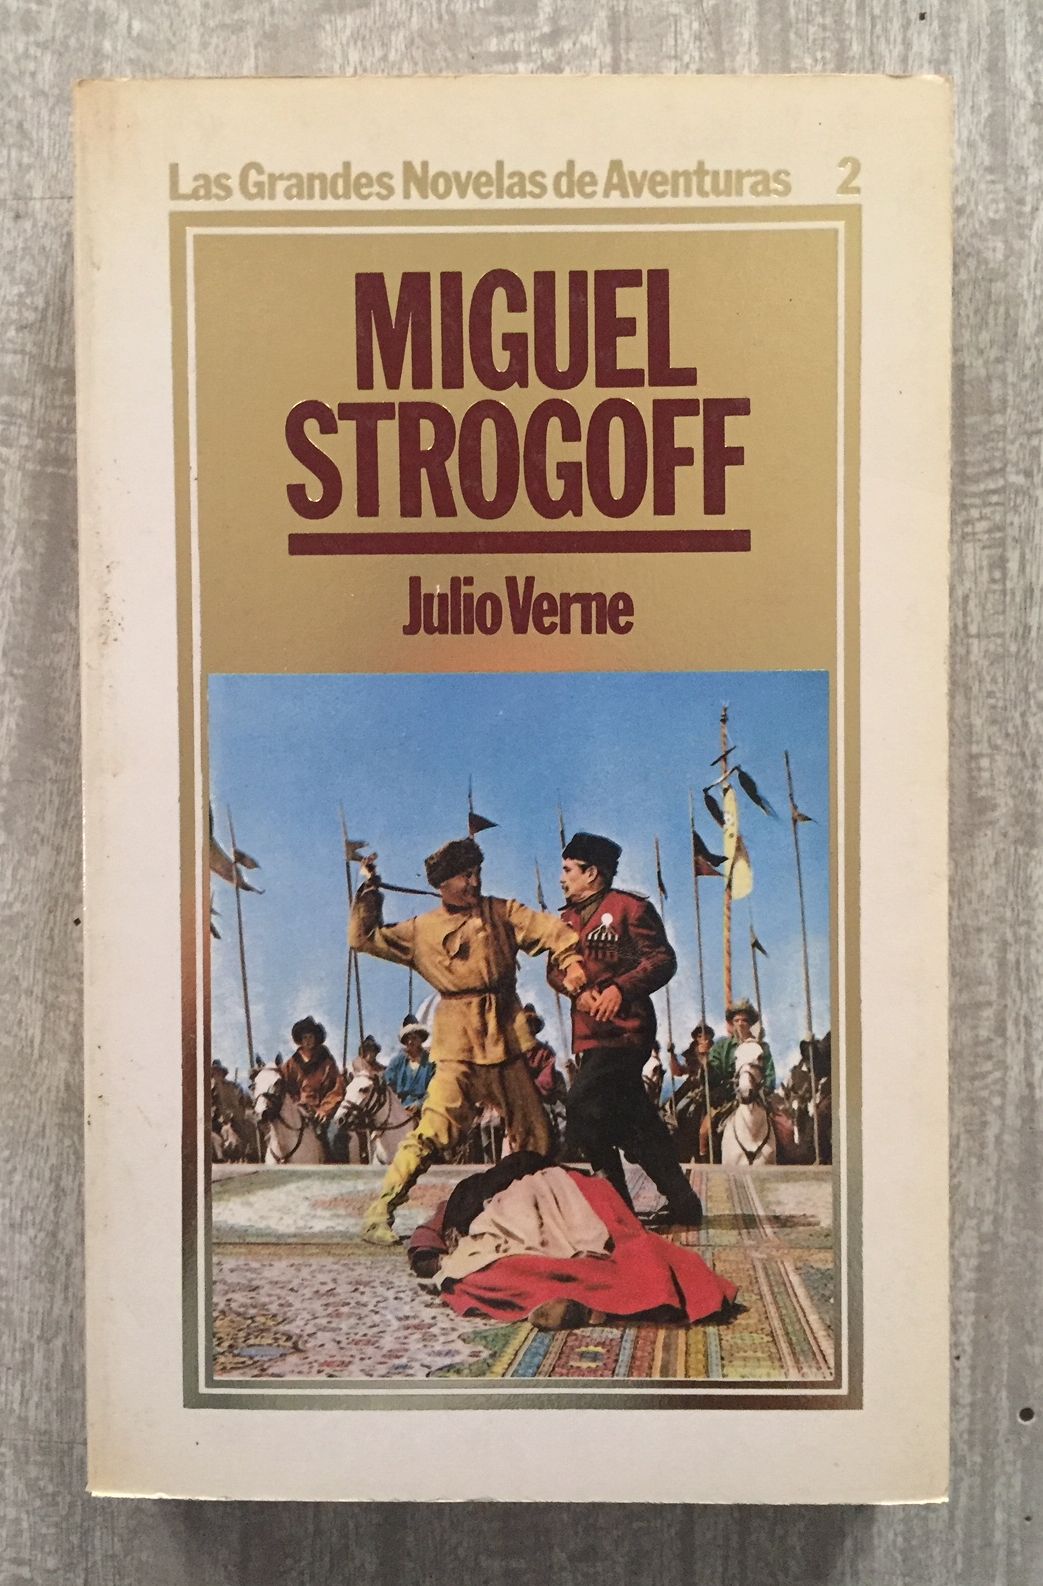 Las Grandes Novelas de Aventuras 2
MIGUEL
STROGOFF
Julio Verne